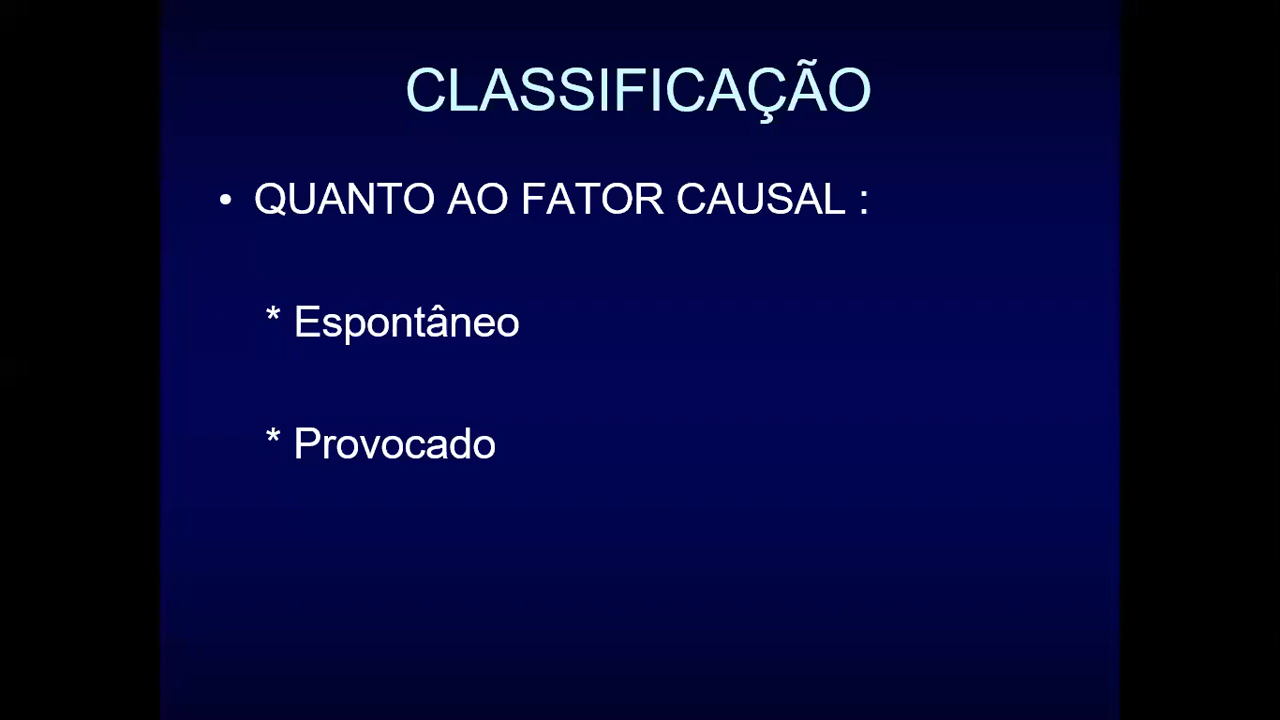 CLASSIFICAÇÃO
• QUANTO AO FATOR CAUSAL :
* Espontâneo
* Provocado